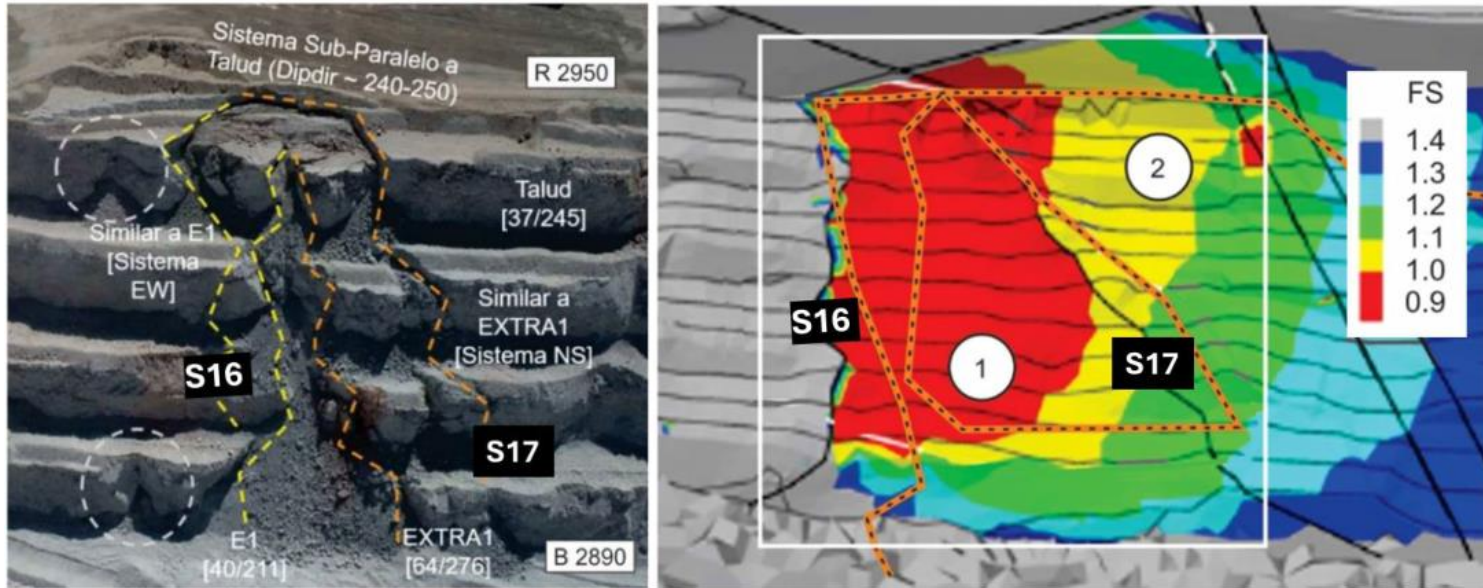 Sistema Sub-Paralelo a
Talud (Dipdir ~ 240-250)
R 2950
Talud
[37/245]
Similar a E1
[Sistema
EW]
Similar a
EXTRA1
[Sistema NS]
S16
S17
E1
[40/211]
EXTRA1
[64/276]
B 2890
FS
1.4
1.3
1.2
1.1
1.0
0.9
2
S16
1
S17